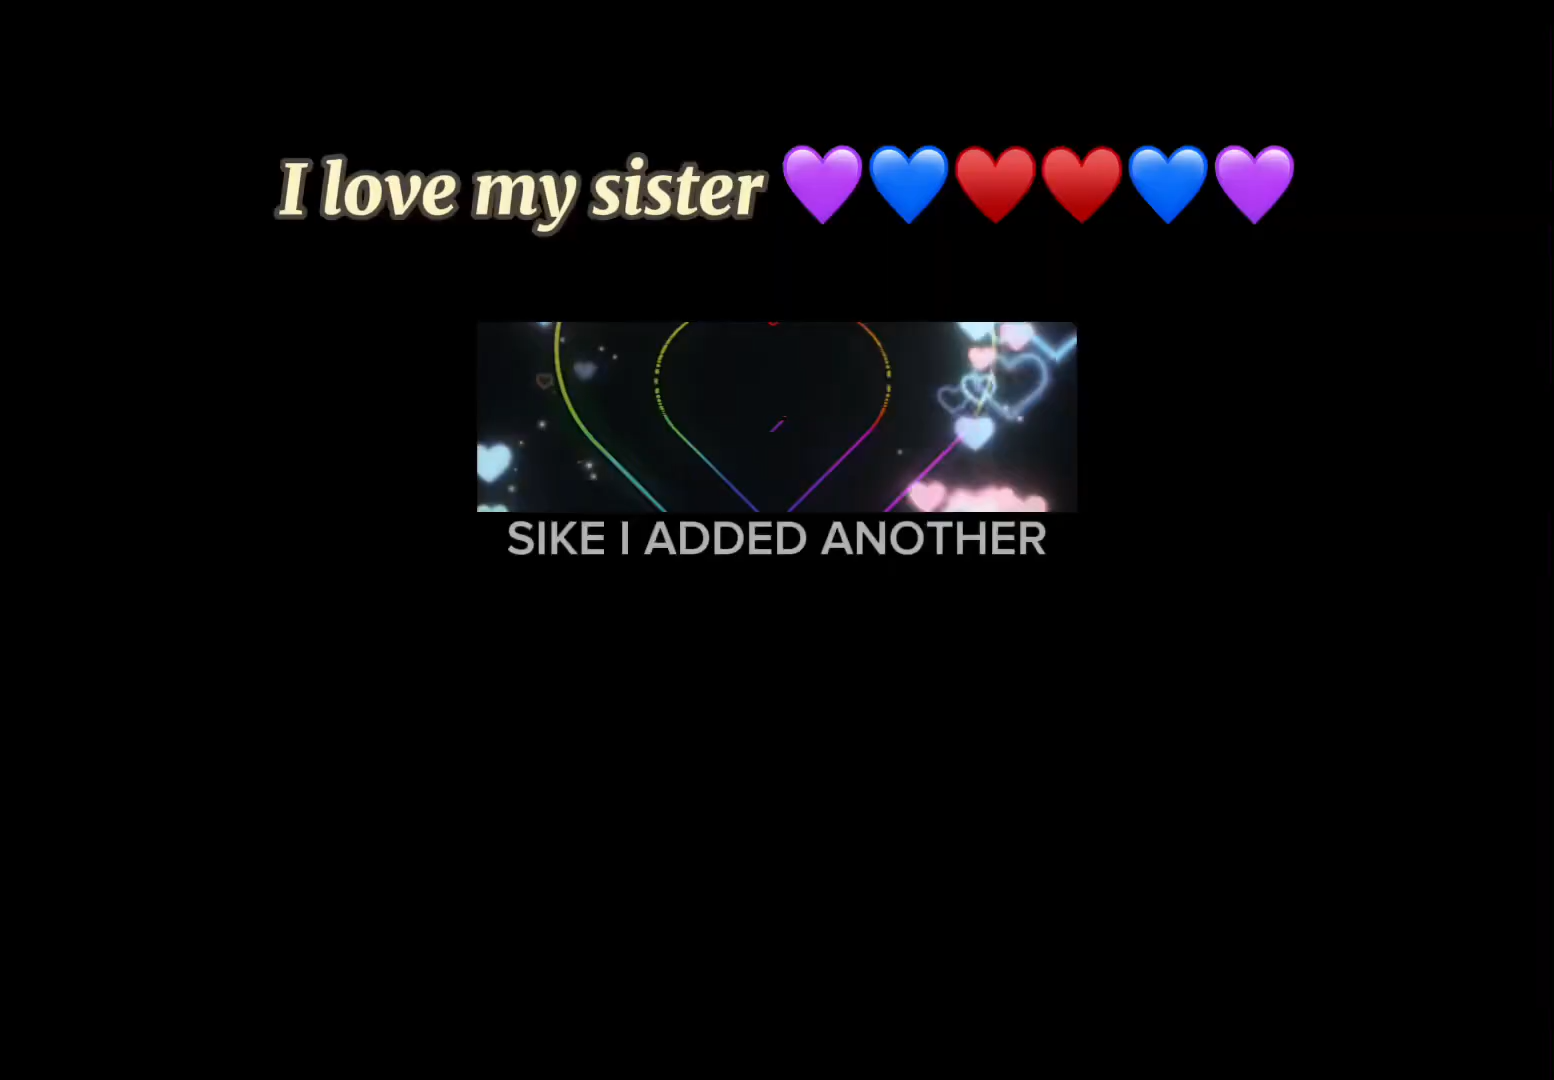 I love my sister 💜💙❤️❤️💙💜
SIKE I ADDED ANOTHER